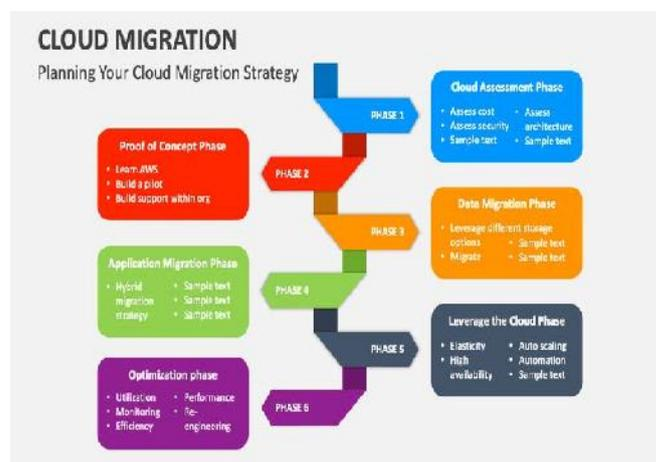 CLOUD MIGRATION
Planning Your Cloud Migration Strategy
PHASE 1
Cloud Assessment Phase
• Assess cost
• Assess security
• Sample text
• Assess
architecture
• Sample text
Proof of Concept Phase
• Learn AWS
• Build a pilot
• Build support within org
PHASE 2
PHASE 3
Data Migration Phase
• Leverage different storage
options
• Migrate
• Sample text
• Sample text
Application Migration Phase
• Hybrid
migration
strategy
• Sample text
• Sample text
• Sample text
PHASE 4
PHASE 5
Leverage the Cloud Phase
• Elasticity
• High
availability
• Auto scaling
• Automation
• Sample text
Optimization phase
• Utilization
• Monitoring
• Efficiency
• Performance
• Re-
engineering
PHASE 6